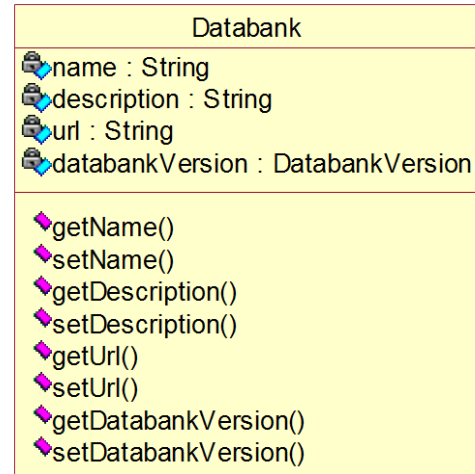 Databank
name : String
description : String
url : String
databankVersion : DatabankVersion
getName()
setName()
getDescription()
setDescription()
getUrl()
setUrl()
getDatabankVersion()
setDatabankVersion()